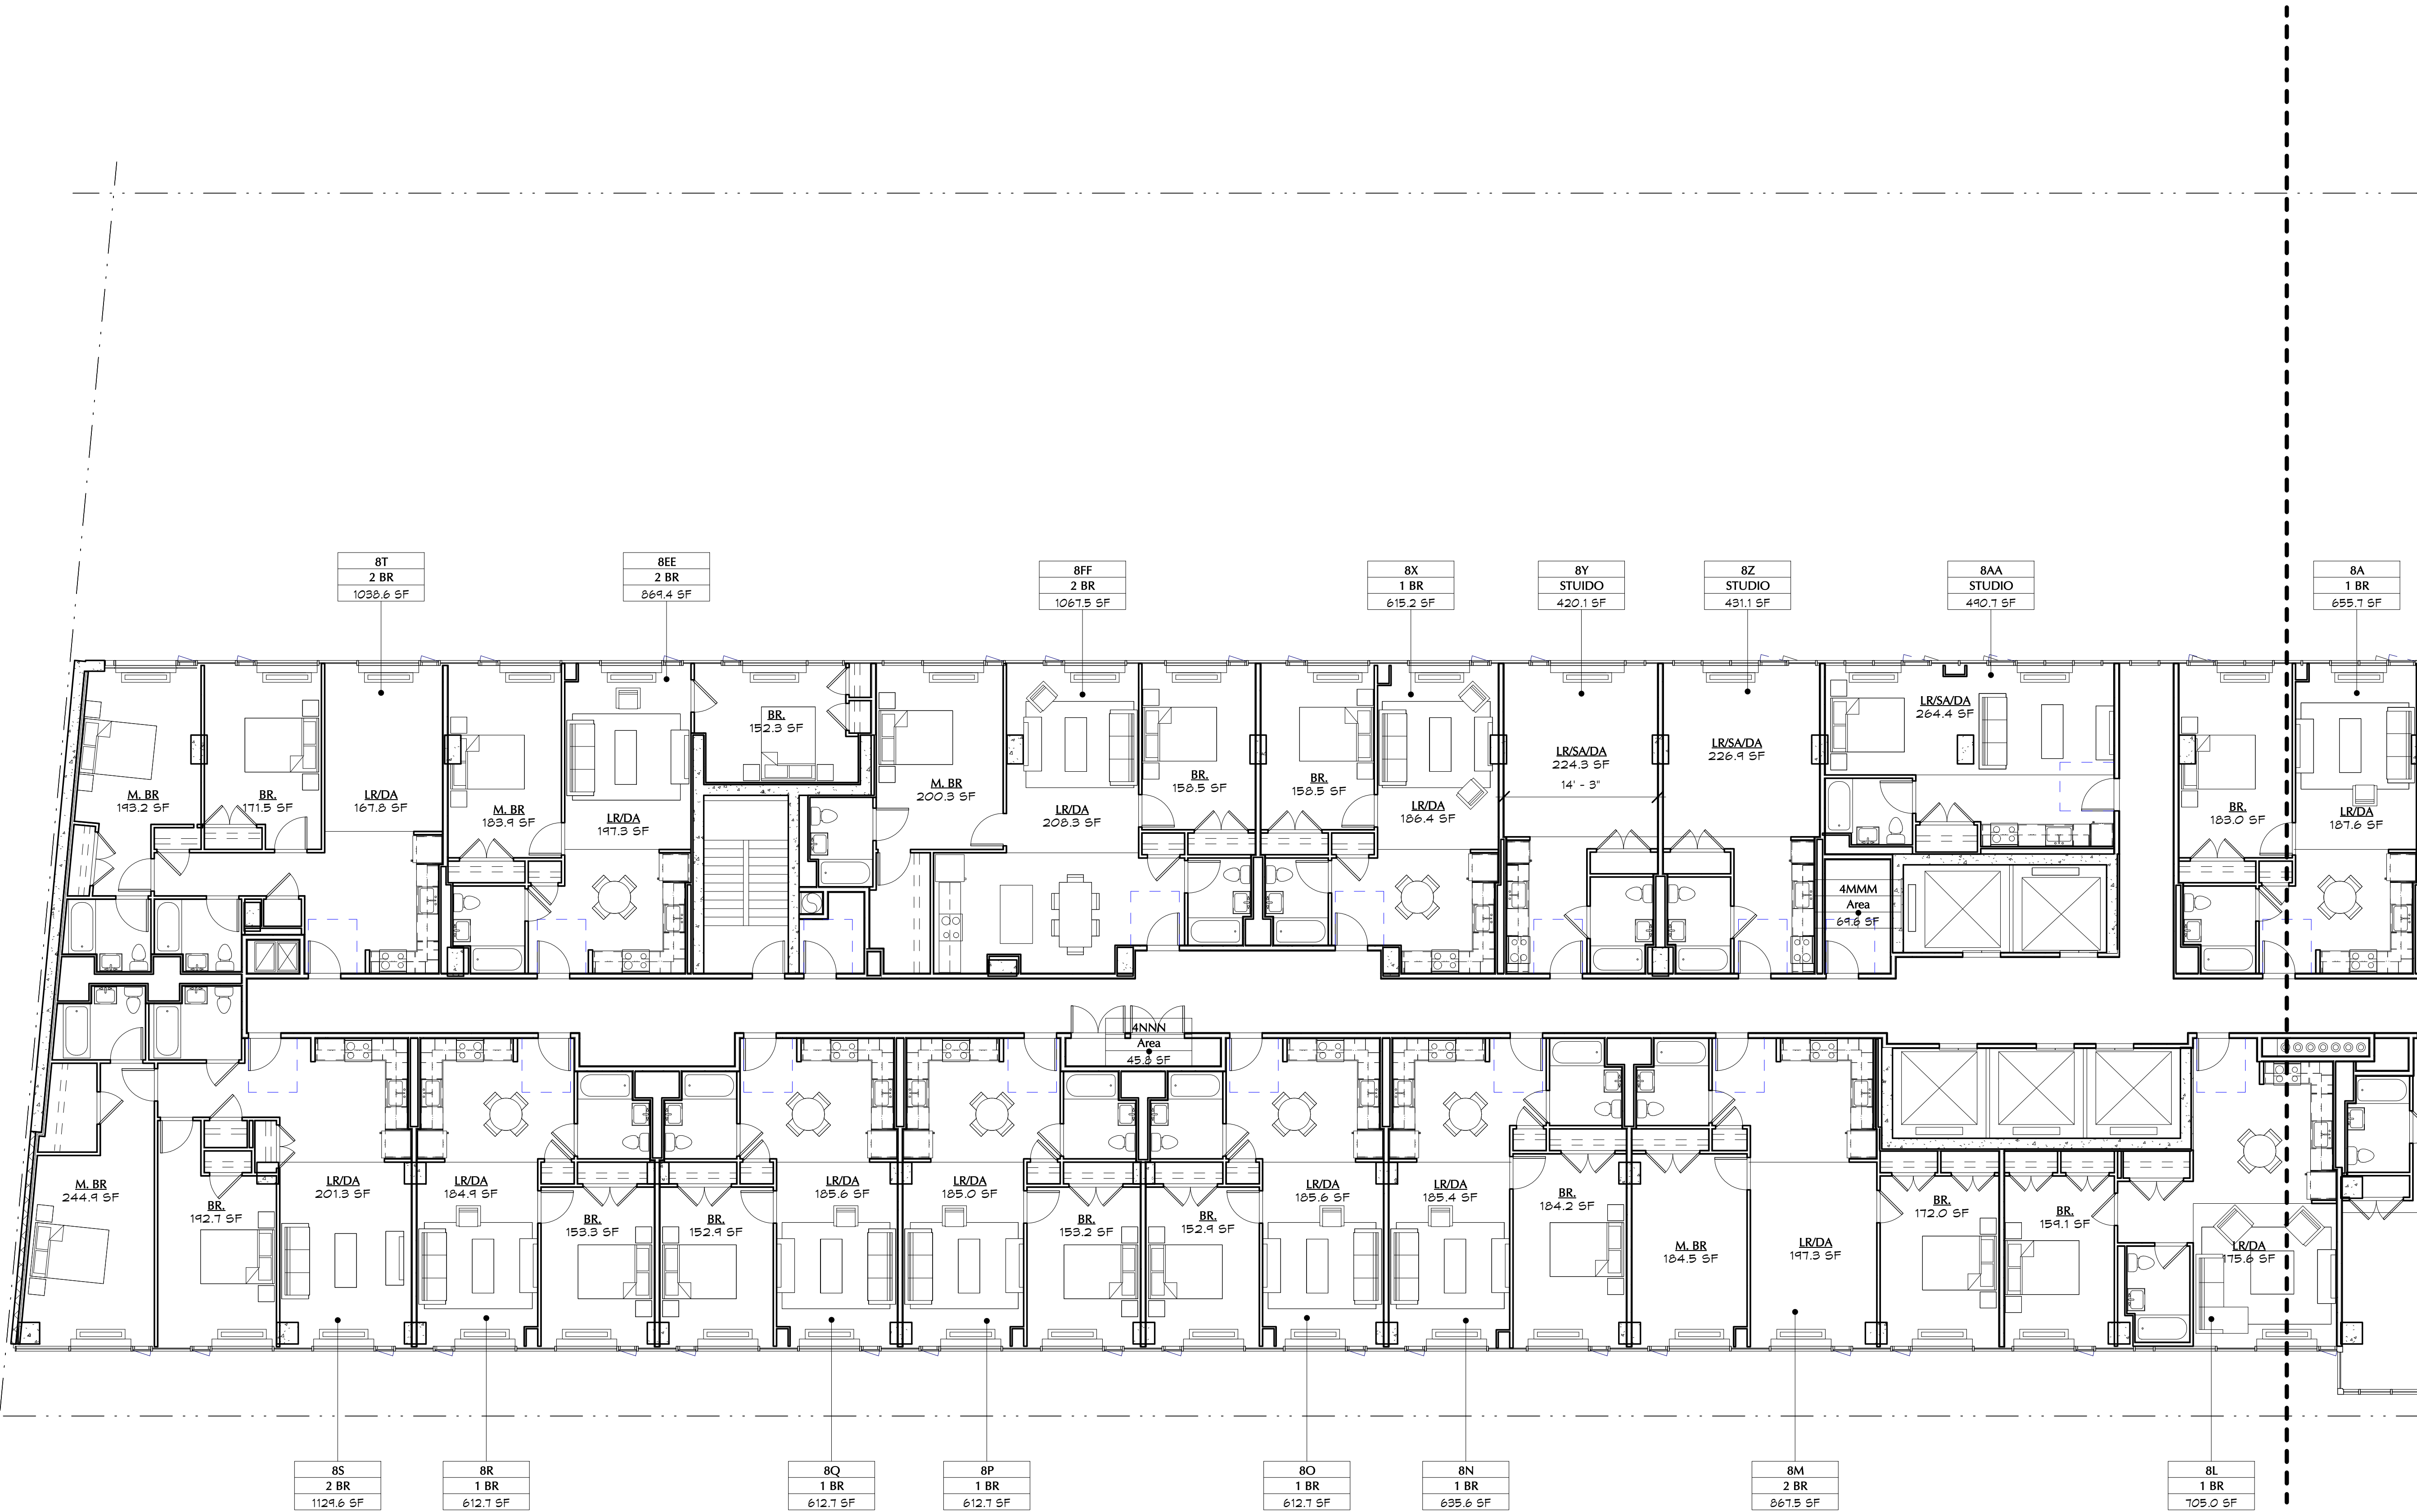 8T
2 BR
1038.6 SF
8EE
2 BR
869.4 SF
8FF
2 BR
1067.5 SF
8X
1 BR
615.2 SF
8Y
STUIDO
420.1 SF
8Z
STUDIO
431.1 SF
8AA
STUDIO
490.7 SF
8A
1 BR
655.7 SF
M. BR
193.2 SF
BR.
171.5 SF
LR/DA
167.8 SF
M. BR
183.9 SF
LR/DA
197.3 SF
BR.
152.3 SF
M. BR
200.3 SF
LR/DA
208.3 SF
BR.
158.5 SF
BR.
158.5 SF
LR/DA
186.4 SF
LR/SA/DA
224.3 SF
14' - 3"
LR/SA/DA
226.9 SF
LR/SA/DA
264.4 SF
4MMM
Area
69.6 SF
BR.
183.0 SF
LR/DA
187.6 SF
4NNN
Area
45.8 SF
M. BR
244.9 SF
BR.
192.7 SF
LR/DA
201.3 SF
LR/DA
184.9 SF
BR.
153.3 SF
BR.
152.9 SF
LR/DA
185.6 SF
LR/DA
185.0 SF
BR.
153.2 SF
BR.
152.9 SF
LR/DA
185.6 SF
LR/DA
185.4 SF
BR.
184.2 SF
M. BR
184.5 SF
LR/DA
197.3 SF
BR.
172.0 SF
BR.
159.1 SF
LR/DA
175.6 SF
8S
2 BR
1129.6 SF
8R
1 BR
612.7 SF
8Q
1 BR
612.7 SF
8P
1 BR
612.7 SF
8O
1 BR
612.7 SF
8N
1 BR
635.6 SF
8M
2 BR
867.5 SF
8L
1 BR
705.0 SF